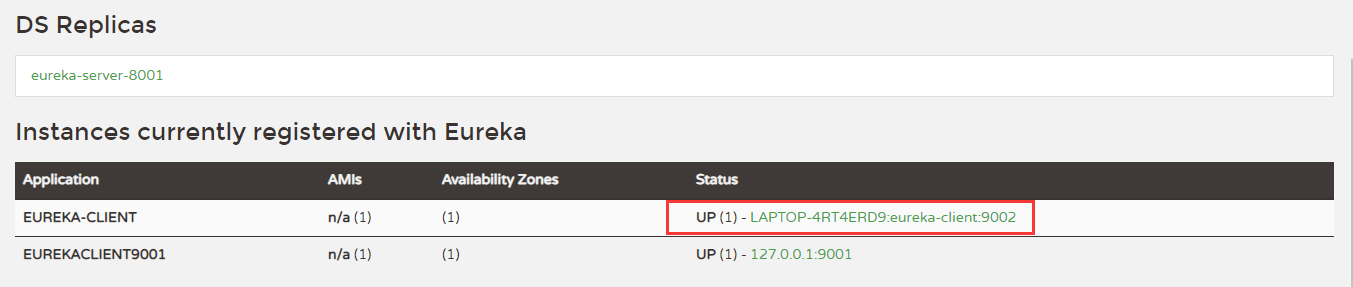 DS Replicas
eureka-server-8001
Instances currently registered with Eureka
Application AMIs Availability Zones Status
EUREKA-CLIENT n/a (1) (1) UP (1) - LAPTOP-4RT4ERD9:eureka-client:9002
EUREKACLIENT9001 n/a (1) (1) UP (1) - 127.0.0.1:9001